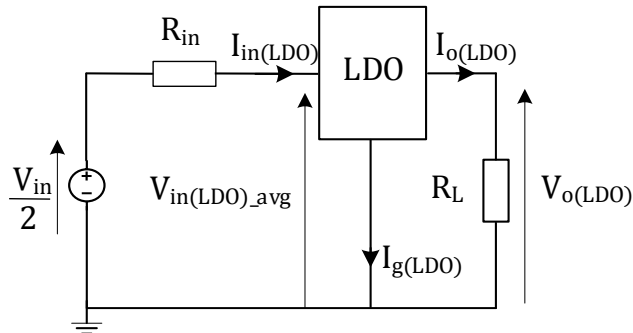 R_in
I_in(LDO)
LDO
I_o(LDO)
V_in
2
+
−
V_in(LDO)_avg
R_L
V_o(LDO)
I_g(LDO)